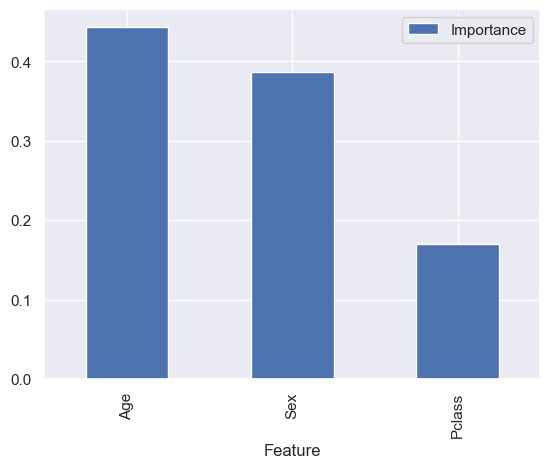 Importance
0.4
0.3
0.2
0.1
0.0
Age
Sex
Pclass
Feature